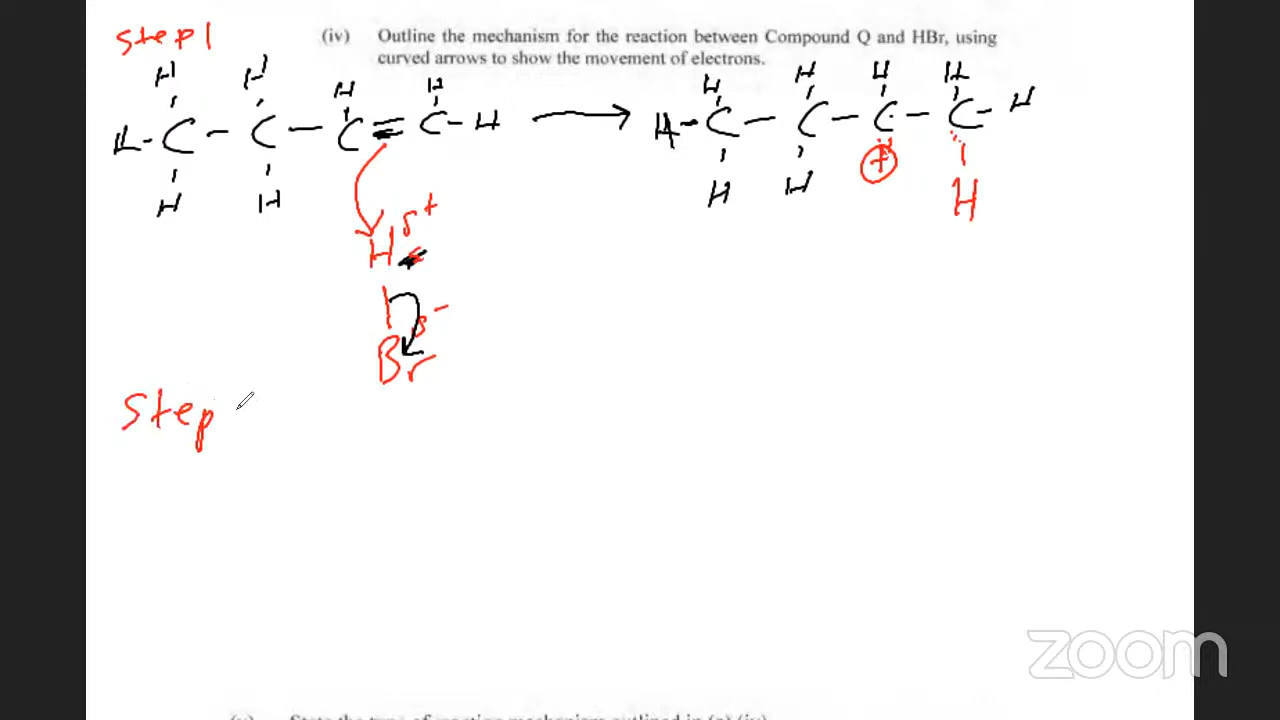 Step 1
(iv) Outline the mechanism for the reaction between Compound Q and HBr, using
curved arrows to show the movement of electrons.
H H H H H H H H
H - C - C - C = C - H → H - C - C - C - C - H
H H H H + H
H δ+
Br δ-
Step
zoom